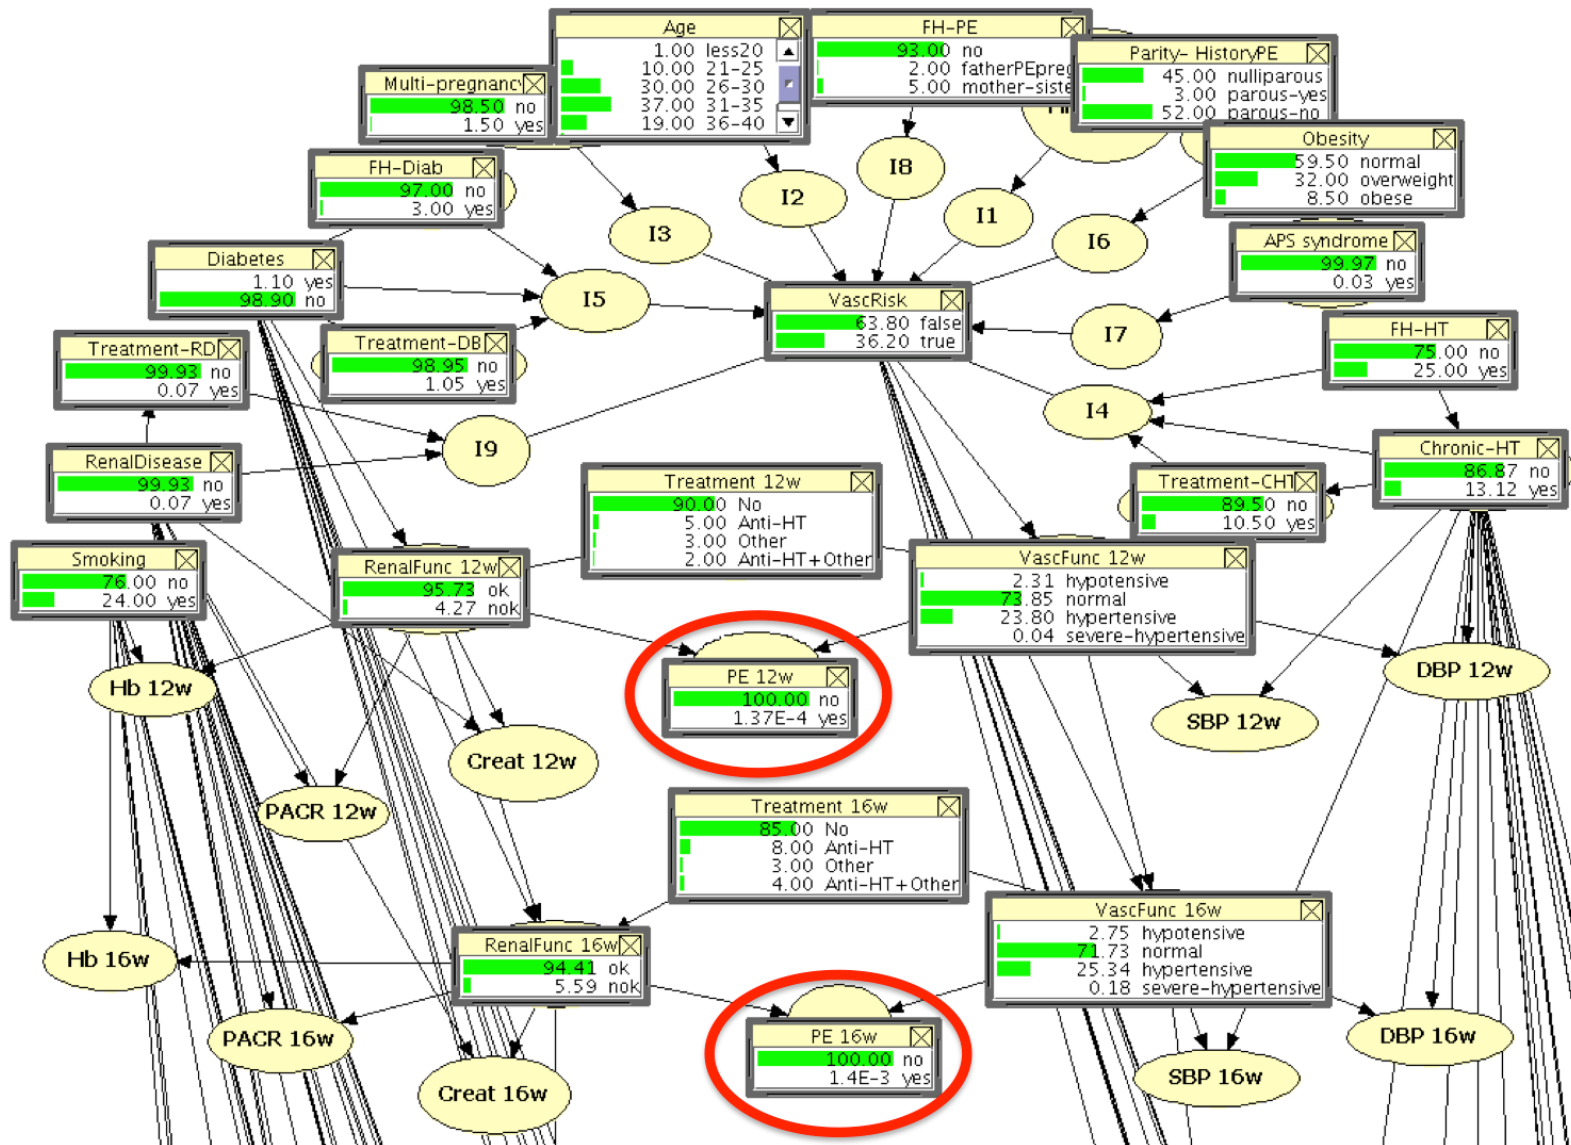 Age
1.00 less20
10.00 21-25
30.00 26-30
37.00 31-35
19.00 36-40
FH-PE
93.00 no
2.00 fatherPEpreg
5.00 mother-siste
Parity- HistoryPE
45.00 nulliparous
3.00 parous-yes
52.00 parous-no
Multi-pregnancy
98.50 no
1.50 yes
Obesity
59.50 normal
32.00 overweight
8.50 obese
FH-Diab
97.00 no
3.00 yes
I8
I2
I1
I3
I6
APS syndrome
99.97 no
0.03 yes
Diabetes
1.10 yes
98.90 no
I5
VascRisk
63.80 false
36.20 true
I7
FH-HT
75.00 no
25.00 yes
Treatment-RD
99.93 no
0.07 yes
Treatment-DB
98.95 no
1.05 yes
I4
I9
RenalDisease
99.93 no
0.07 yes
Chronic-HT
86.87 no
13.12 yes
Treatment 12w
90.00 No
5.00 Anti-HT
3.00 Other
2.00 Anti-HT+Other
Treatment-CHT
89.50 no
10.50 yes
Smoking
76.00 no
24.00 yes
RenalFunc 12w
95.73 ok
4.27 nok
VascFunc 12w
2.31 hypotensive
73.85 normal
23.80 hypertensive
0.04 severe-hypertensive
Hb 12w
PE 12w
100.00 no
1.37E-4 yes
DBP 12w
SBP 12w
Creat 12w
PACR 12w
Treatment 16w
85.00 No
8.00 Anti-HT
3.00 Other
4.00 Anti-HT+Other
VascFunc 16w
2.75 hypotensive
71.73 normal
25.34 hypertensive
0.18 severe-hypertensive
Hb 16w
RenalFunc 16w
94.41 ok
5.59 nok
PACR 16w
PE 16w
100.00 no
1.4E-3 yes
DBP 16w
SBP 16w
Creat 16w